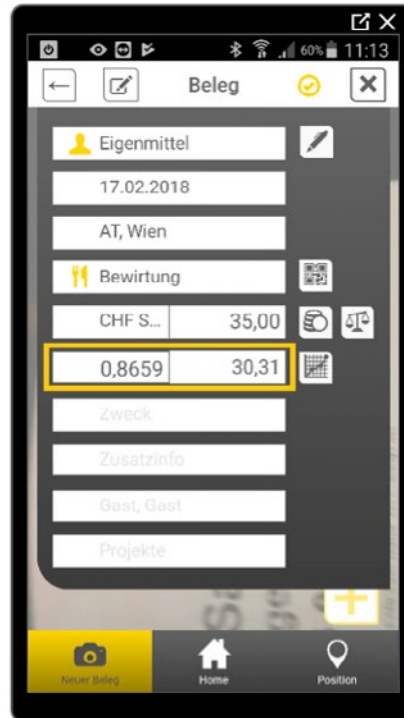 60% 11:13
Beleg
Eigenmittel
17.02.2018
AT, Wien
Bewirtung
CHF S... 35,00
0,8659 30,31
Zweck
Zusatzinfo
Gast, Gast
Projekte
Neuer Beleg Home Position